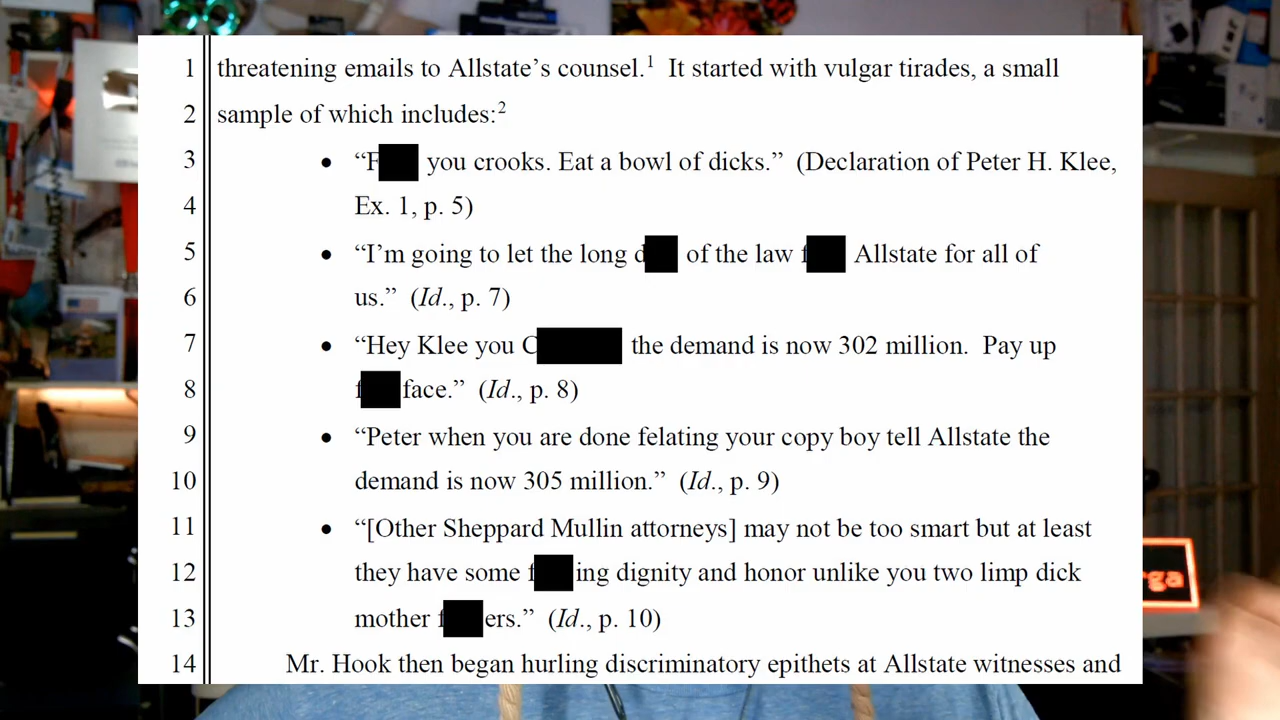 1 threatening emails to Allstate’s counsel.1 It started with vulgar tirades, a small
2 sample of which includes:2
3 • “F you crooks. Eat a bowl of dicks.” (Declaration of Peter H. Klee,
4 Ex. 1, p. 5)
5 • “I’m going to let the long d of the law f Allstate for all of
6 us.” (Id., p. 7)
7 • “Hey Klee you C the demand is now 302 million. Pay up
8 f face.” (Id., p. 8)
9 • “Peter when you are done felating your copy boy tell Allstate the
10 demand is now 305 million.” (Id., p. 9)
11 • “[Other Sheppard Mullin attorneys] may not be too smart but at least
12 they have some f ing dignity and honor unlike you two limp dick
13 mother f ers.” (Id., p. 10)
14 Mr. Hook then began hurling discriminatory epithets at Allstate witnesses and
ga